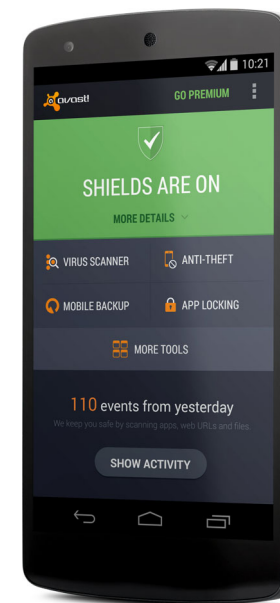 10:21
avast!
GO PREMIUM
SHIELDS ARE ON
MORE DETAILS
VIRUS SCANNER
ANTI-THEFT
MOBILE BACKUP
APP LOCKING
MORE TOOLS
110 events from yesterday
We keep you safe by scanning apps, web URLs and files.
SHOW ACTIVITY